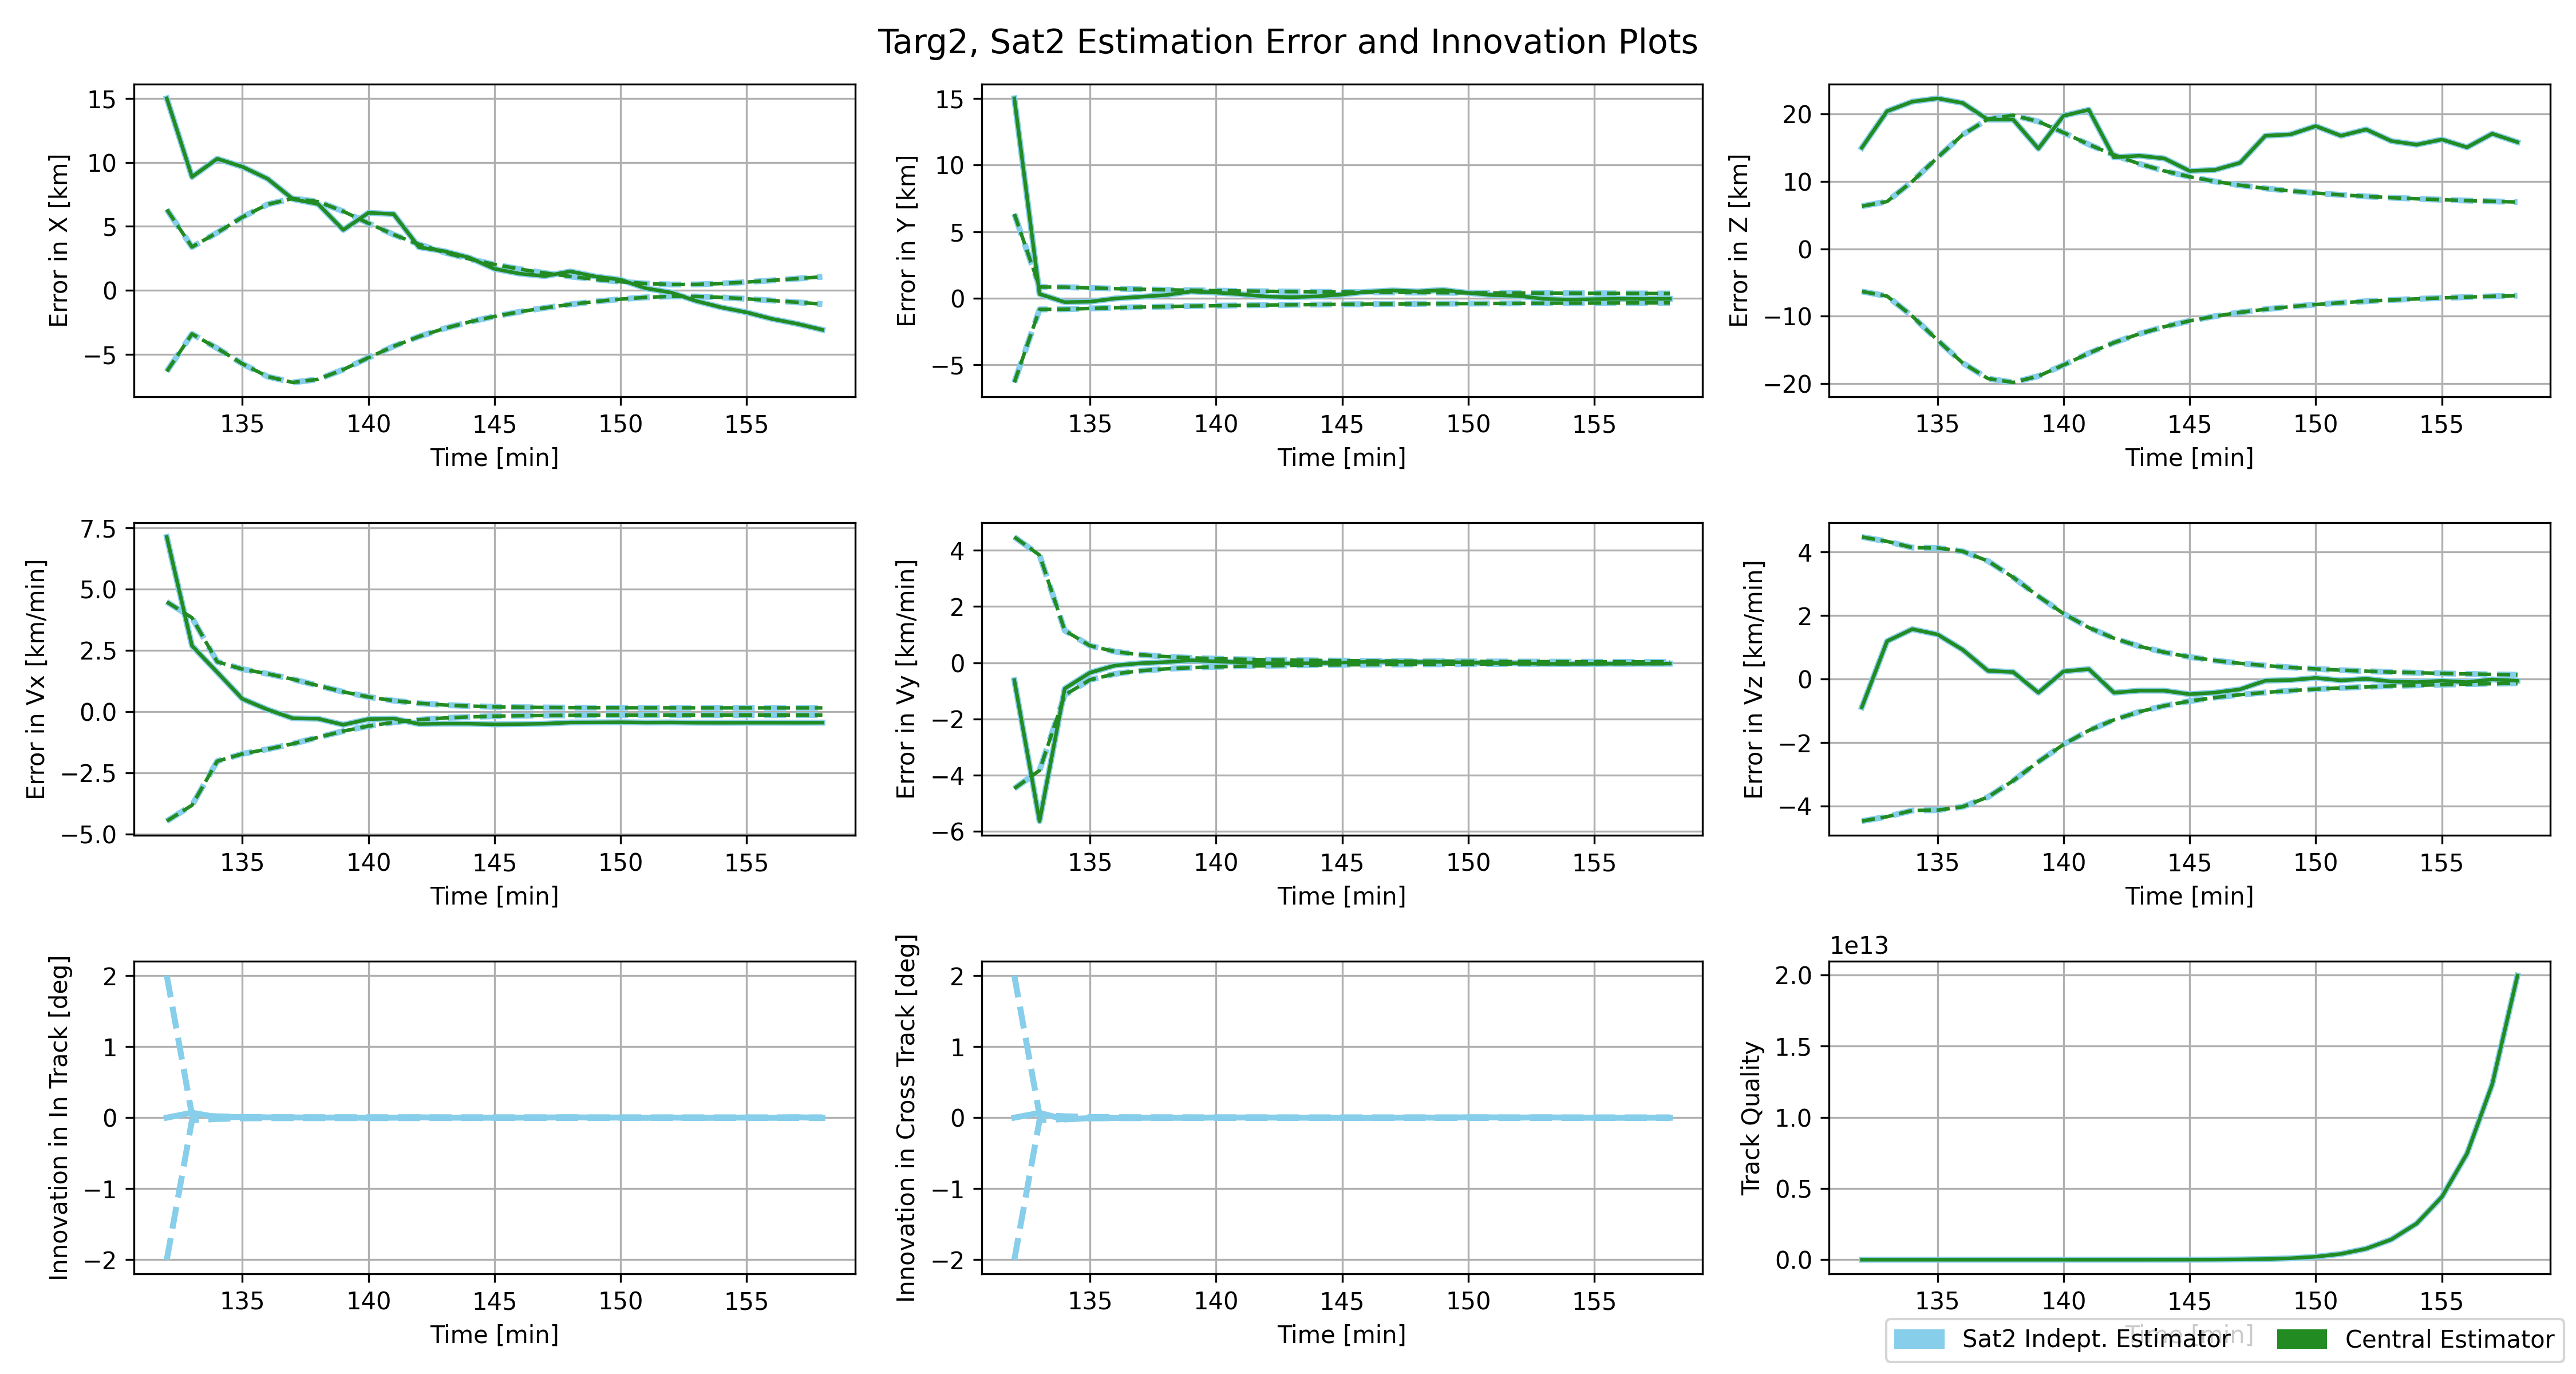 Targ2, Sat2 Estimation Error and Innovation Plots
15
10
5
0
−5
Error in X [km]
135 140 145 150 155
Time [min]
15
10
5
0
−5
Error in Y [km]
135 140 145 150 155
Time [min]
20
10
0
−10
−20
Error in Z [km]
135 140 145 150 155
Time [min]
7.5
5.0
2.5
0.0
−2.5
−5.0
Error in Vx [km/min]
135 140 145 150 155
Time [min]
4
2
0
−2
−4
−6
Error in Vy [km/min]
135 140 145 150 155
Time [min]
4
2
0
−2
−4
Error in Vz [km/min]
135 140 145 150 155
Time [min]
2
1
0
−1
−2
Innovation in In Track [deg]
135 140 145 150 155
Time [min]
2
1
0
−1
−2
Innovation in Cross Track [deg]
135 140 145 150 155
Time [min]
1e13
2.0
1.5
1.0
0.5
0.0
Track Quality
135 140 145 150 155
Time [min]
Sat2 Indept. Estimator
Central Estimator